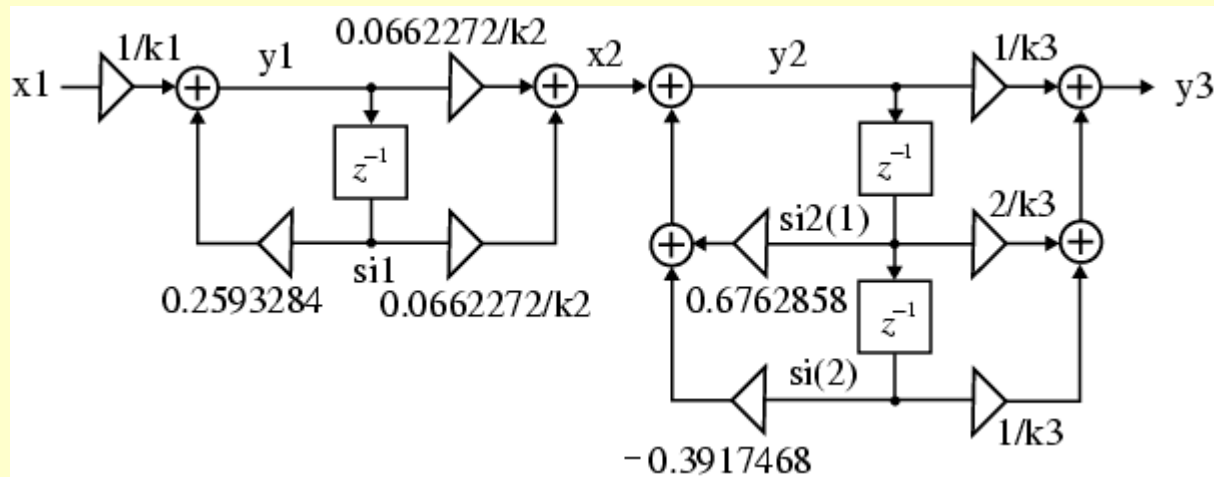 x1
1/k1
y1
0.0662272/k2
x2
y2
1/k3
y3
z⁻¹
z⁻¹
0.2593284
si1
0.0662272/k2
si2(1)
0.6762858
2/k3
z⁻¹
si(2)
−0.3917468
1/k3